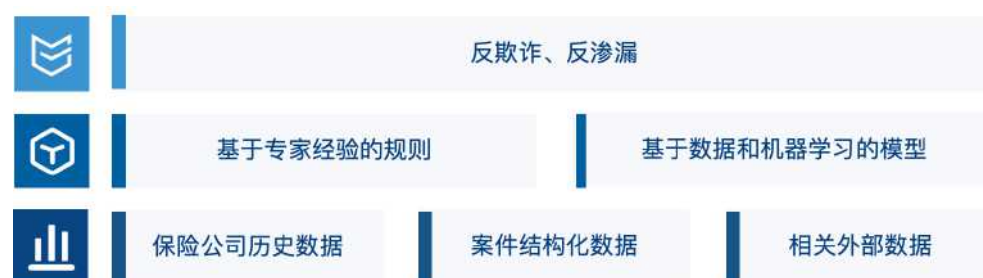 反欺诈、反渗漏
基于专家经验的规则
基于数据和机器学习的模型
保险公司历史数据
案件结构化数据
相关外部数据